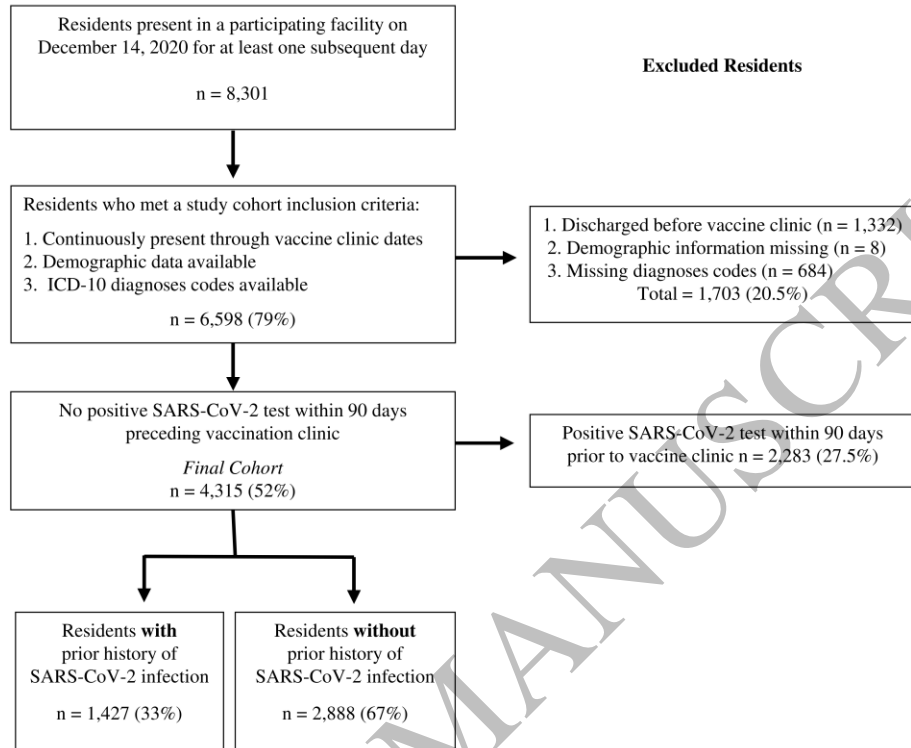 Residents present in a participating facility on
December 14, 2020 for at least one subsequent day
n = 8,301
Excluded Residents
Residents who met a study cohort inclusion criteria:
1. Continuously present through vaccine clinic dates
2. Demographic data available
3. ICD-10 diagnoses codes available
n = 6,598 (79%)
1. Discharged before vaccine clinic (n = 1,332)
2. Demographic information missing (n = 8)
3. Missing diagnoses codes (n = 684)
Total = 1,703 (20.5%)
No positive SARS-CoV-2 test within 90 days
preceding vaccination clinic
Final Cohort
n = 4,315 (52%)
Positive SARS-CoV-2 test within 90 days
prior to vaccine clinic n = 2,283 (27.5%)
Residents with
prior history of
SARS-CoV-2 infection
n = 1,427 (33%)
Residents without
prior history of
SARS-CoV-2 infection
n = 2,888 (67%)
MANUSCRI